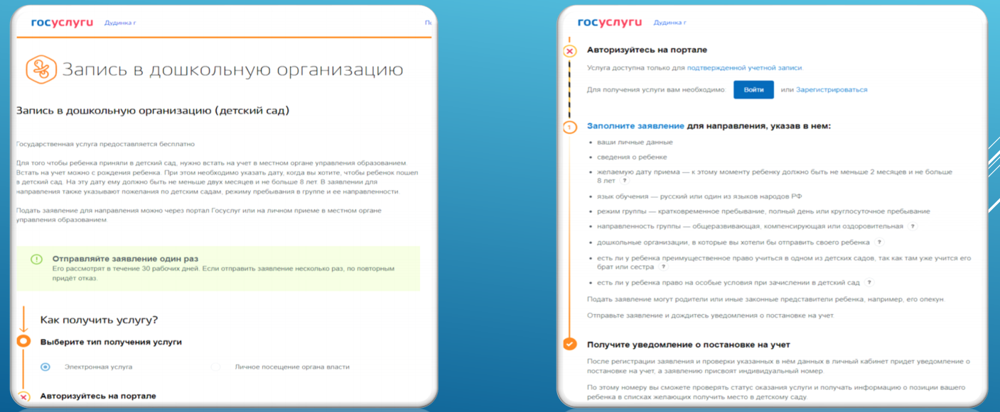 госуслуги Дудинка г
Запись в дошкольную организацию
Запись в дошкольную организацию (детский сад)
Государственная услуга предоставляется бесплатно
Для того чтобы ребенка приняли в детский сад, нужно встать на учет в местном органе управления образованием.
Встать на учет можно с рождения ребенка. При этом необходимо указать дату, когда вы хотите, чтобы ребенок пошел
в детский сад. На эту дату ему должно быть не меньше двух месяцев и не больше 8 лет. В заявлении для
направления также указывают пожелания по детским садам, режиму пребывания в группе и ее направленности.
Подать заявление для направления можно через портал Госуслуг или на личном приеме в местном органе
управления образованием.
Отправляйте заявление один раз
Его рассмотрят в течение 30 рабочих дней. Если отправить заявление несколько раз, по повторным
придёт отказ.
Как получить услугу?
Выберите тип получения услуги
Электронная услуга Личное посещение органа власти
Авторизуйтесь на портале
госуслуги Дудинка г
Авторизуйтесь на портале
Услуга доступна только для подтвержденной учетной записи.
Для получения услуги вам необходимо Войти или Зарегистрироваться
Заполните заявление для направления, указав в нем:
• ваши личные данные
• сведения о ребенке
• желаемую дату приема — к этому моменту ребенку должно быть не меньше 2 месяцев и не больше
8 лет ?
• язык обучения — русский или один из языков народов РФ
• режим группы — кратковременное пребывание, полный день или круглосуточное пребывание
• направленность группы — общеразвивающая, компенсирующая или оздоровительная ?
• дошкольные организации, в которые вы хотели бы отправить своего ребенка ?
• есть ли у ребенка преимущественное право учиться в одном из детских садов, так как там уже учится его
брат или сестра ?
• есть ли у ребенка право на особые условия при зачислении в детский сад ?
Подать заявление могут родители или иные законные представители ребенка, например, его опекун.
Отправьте заявление и дождитесь уведомления о постановке на учет.
Получите уведомление о постановке на учет
После регистрации заявления и проверки указанных в нём данных в личный кабинет придет уведомление о
постановке на учет, а заявлению присвоят индивидуальный номер.
По этому номеру вы сможете проверять статус оказания услуги и получать информацию о позиции вашего
ребенка в списках желающих получить место в детскому саду.